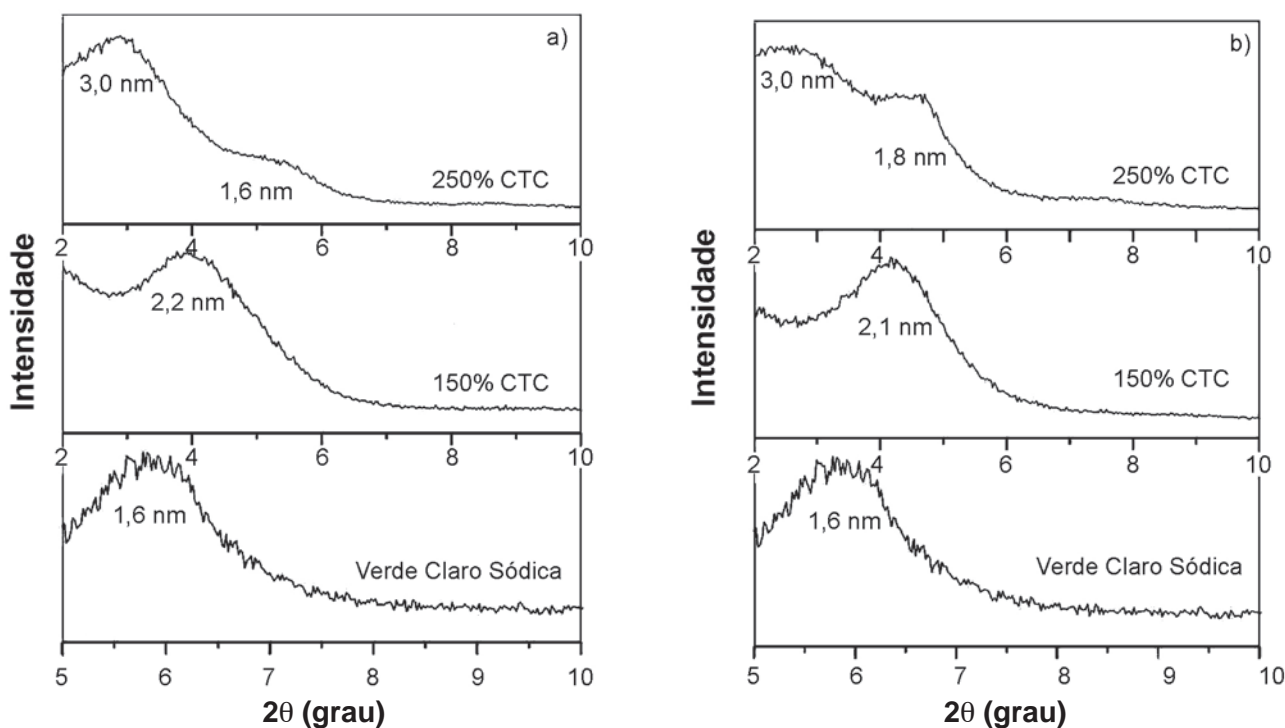 a)
Intensidade
3,0 nm
1,6 nm
250% CTC
2 4 6 8 10
2,2 nm
150% CTC
2 4 6 8 10
1,6 nm
Verde Claro Sódica
5 6 7 8 9 10
2θ (grau)
b)
Intensidade
3,0 nm
1,8 nm
250% CTC
2 4 6 8 10
2,1 nm
150% CTC
2 4 6 8 10
1,6 nm
Verde Claro Sódica
5 6 7 8 9 10
2θ (grau)